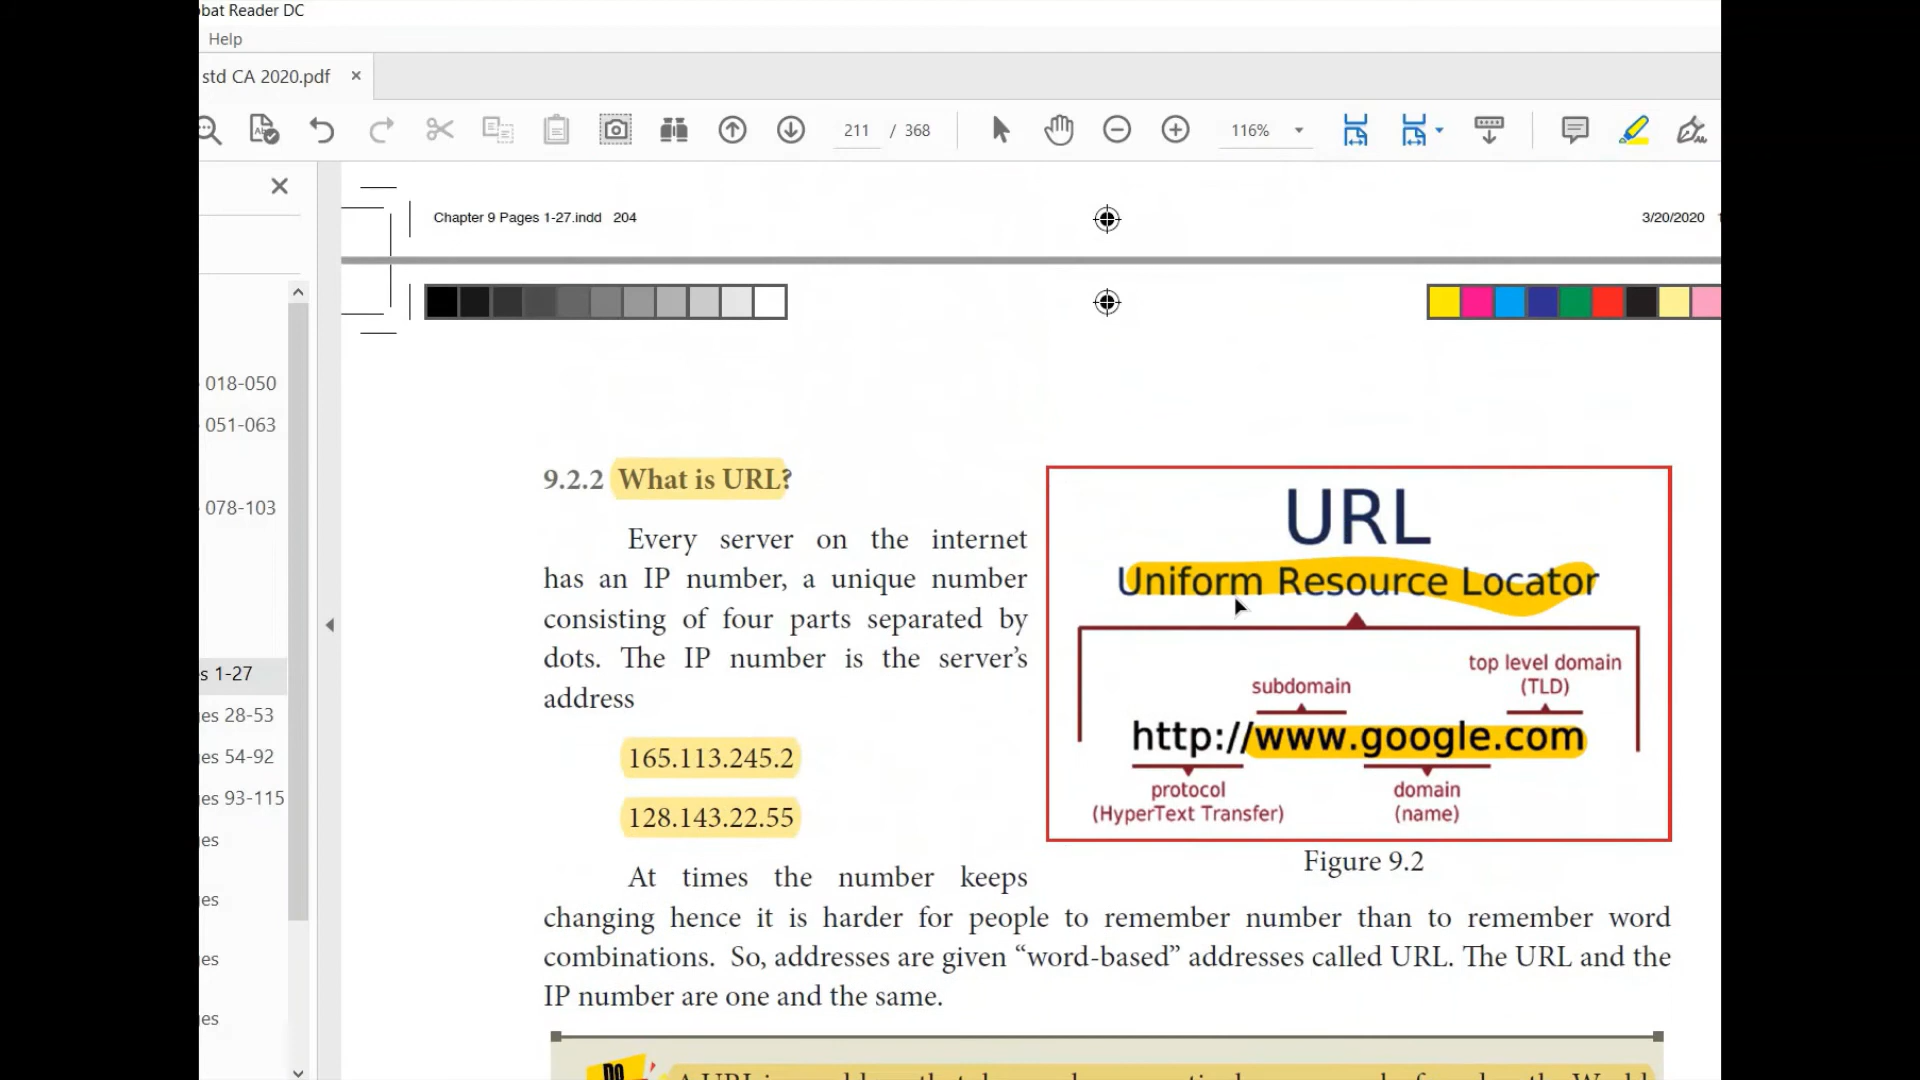 obat Reader DC
Help
std CA 2020.pdf
211 / 368
116%
Chapter 9 Pages 1-27.indd 204
3/20/2020
018-050
051-063
078-103
s 1-27
es 28-53
es 54-92
es 93-115
es
es
es
es
9.2.2 What is URL?
Every server on the internet
has an IP number, a unique number
consisting of four parts separated by
dots. The IP number is the server's
address
165.113.245.2
128.143.22.55
URL
Uniform Resource Locator
top level domain
(TLD)
subdomain
http://www.google.com
protocol
(HyperText Transfer)
domain
(name)
Figure 9.2
At times the number keeps
changing hence it is harder for people to remember number than to remember word
combinations. So, addresses are given “word-based” addresses called URL. The URL and the
IP number are one and the same.
DO